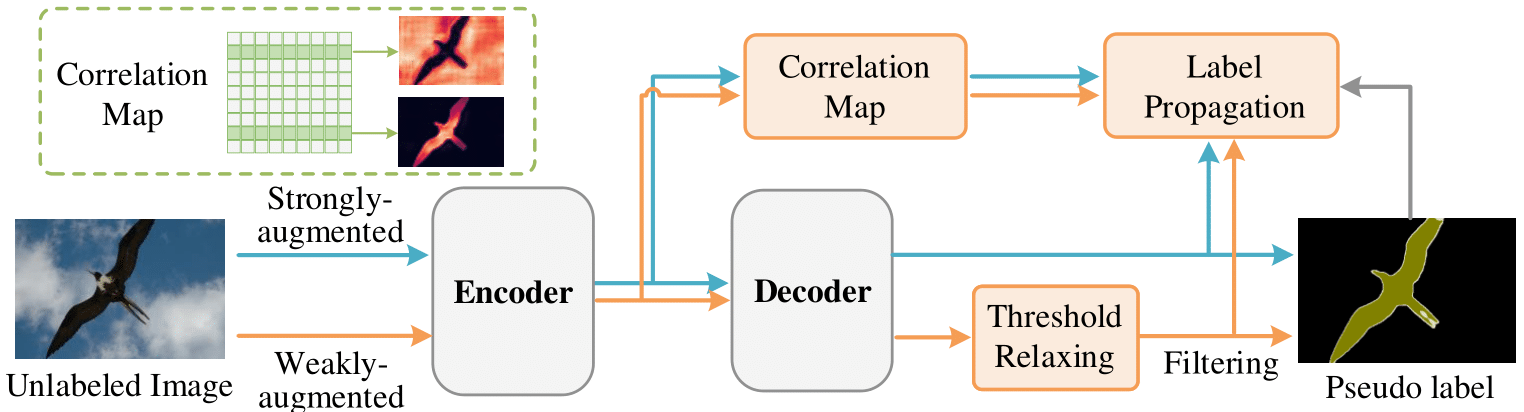 Correlation
Map
Correlation
Map
Label
Propagation
Strongly-
augmented
Encoder
Decoder
Threshold
Relaxing
Filtering
Weakly-
augmented
Unlabeled Image
Pseudo label